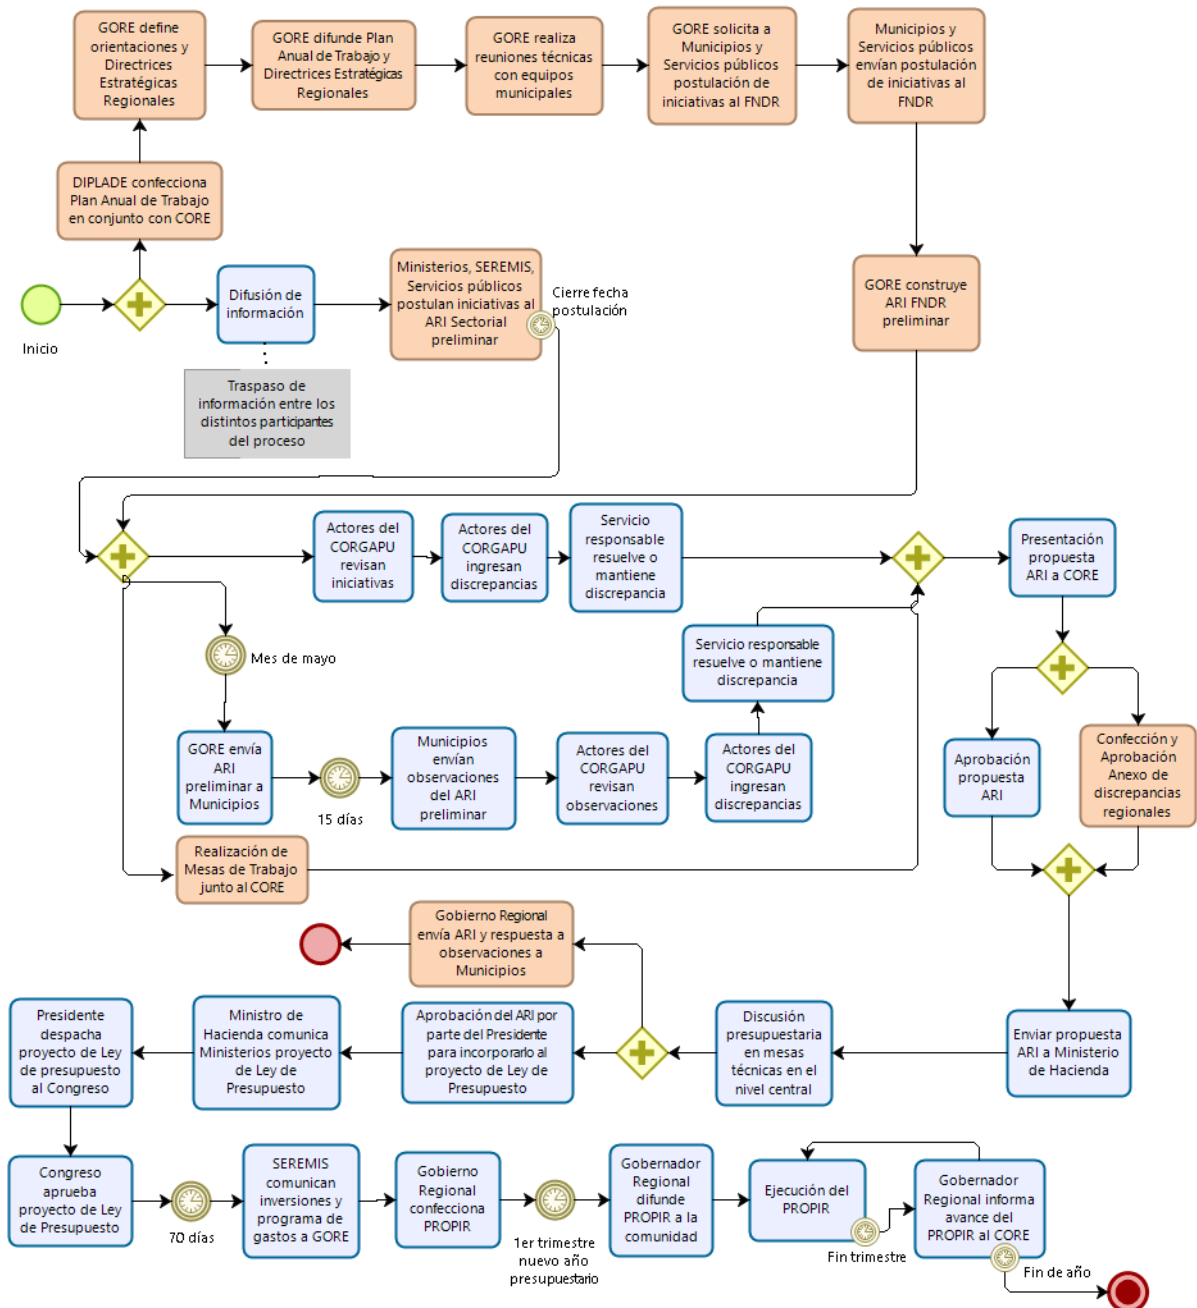 GORE define
orientaciones y
Directrices
Estratégicas
Regionales
GORE difunde Plan
Anual de Trabajo y
Directrices Estratégicas
Regionales
GORE realiza
reuniones técnicas
con equipos
municipales
GORE solicita a
Municipios y
Servicios públicos
postulación de
iniciativas al FNDR
Municipios y
Servicios públicos
envían postulación
de iniciativas al
FNDR
DIPLADE confecciona
Plan Anual de Trabajo
en conjunto con CORE
Inicio
Difusión de
información
Ministerios, SEREMIS,
Servicios públicos
postulan iniciativas al
ARI Sectorial
preliminar
Cierre fecha
postulación
GORE construye
ARI FNDR
preliminar
Traspaso de
información entre los
distintos participantes
del proceso
Actores del
CORGAPU
revisan
iniciativas
Actores del
CORGAPU
ingresan
discrepancias
Servicio
responsable
resuelve o
mantiene
discrepancia
Presentación
propuesta
ARI a CORE
Mes de mayo
Servicio responsable
resuelve o mantiene
discrepancia
GORE envía
ARI
preliminar a
Municipios
15 días
Municipios
envían
observaciones
del ARI
preliminar
Actores del
CORGAPU
revisan
observaciones
Actores del
CORGAPU
ingresan
discrepancias
Aprobación
propuesta
ARI
Confección y
Aprobación
Anexo de
discrepancias
regionales
Realización de
Mesas de Trabajo
junto al CORE
Gobierno Regional
envía ARI y respuesta a
observaciones a
Municipios
Presidente
despacha
proyecto de Ley
de presupuesto
al Congreso
Ministro de
Hacienda comunica
Ministerios proyecto
de Ley de
Presupuesto
Aprobación del ARI por
parte del Presidente
para incorporarlo al
proyecto de Ley de
Presupuesto
Discusión
presupuestaria
en mesas
técnicas en el
nivel central
Enviar propuesta
ARI a Ministerio
de Hacienda
Congreso
aprueba
proyecto de Ley
de Presupuesto
70 días
SEREMIS
comunican
inversiones y
programa de
gastos a GORE
Gobierno
Regional
confecciona
PROPIR
1er trimestre
nuevo año
presupuestario
Gobernador
Regional
difunde
PROPIR a la
comunidad
Ejecución del
PROPIR
Fin trimestre
Gobernador
Regional informa
avance del
PROPIR al CORE
Fin de año